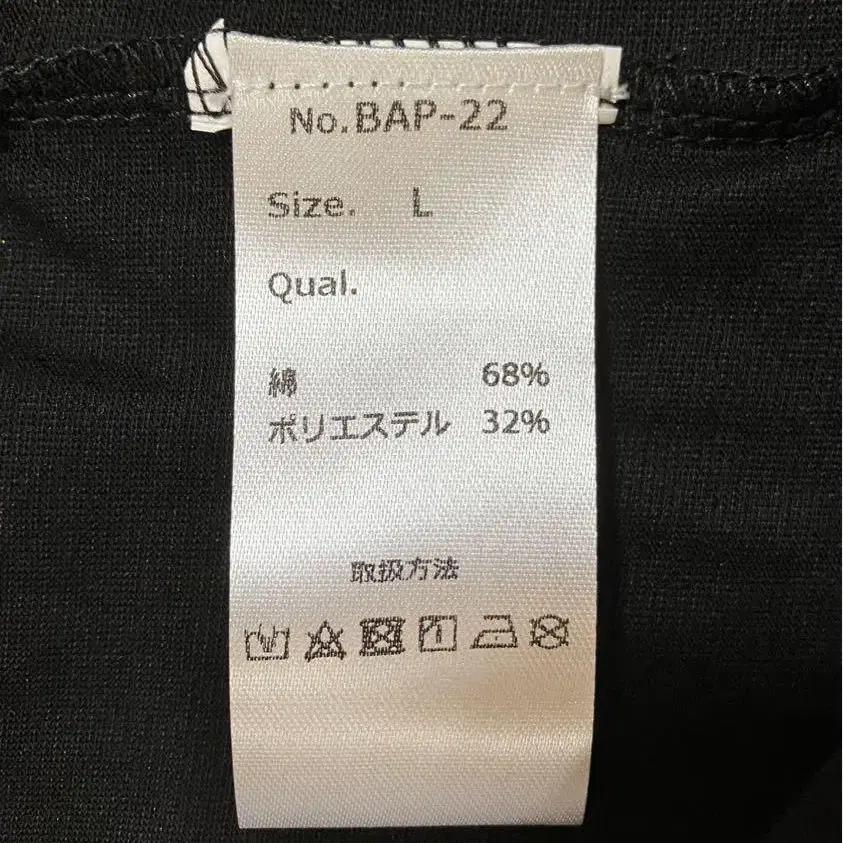 No.BAP-22
Size. L
Qual.
綿 68%
ポリエステル 32%
取扱方法